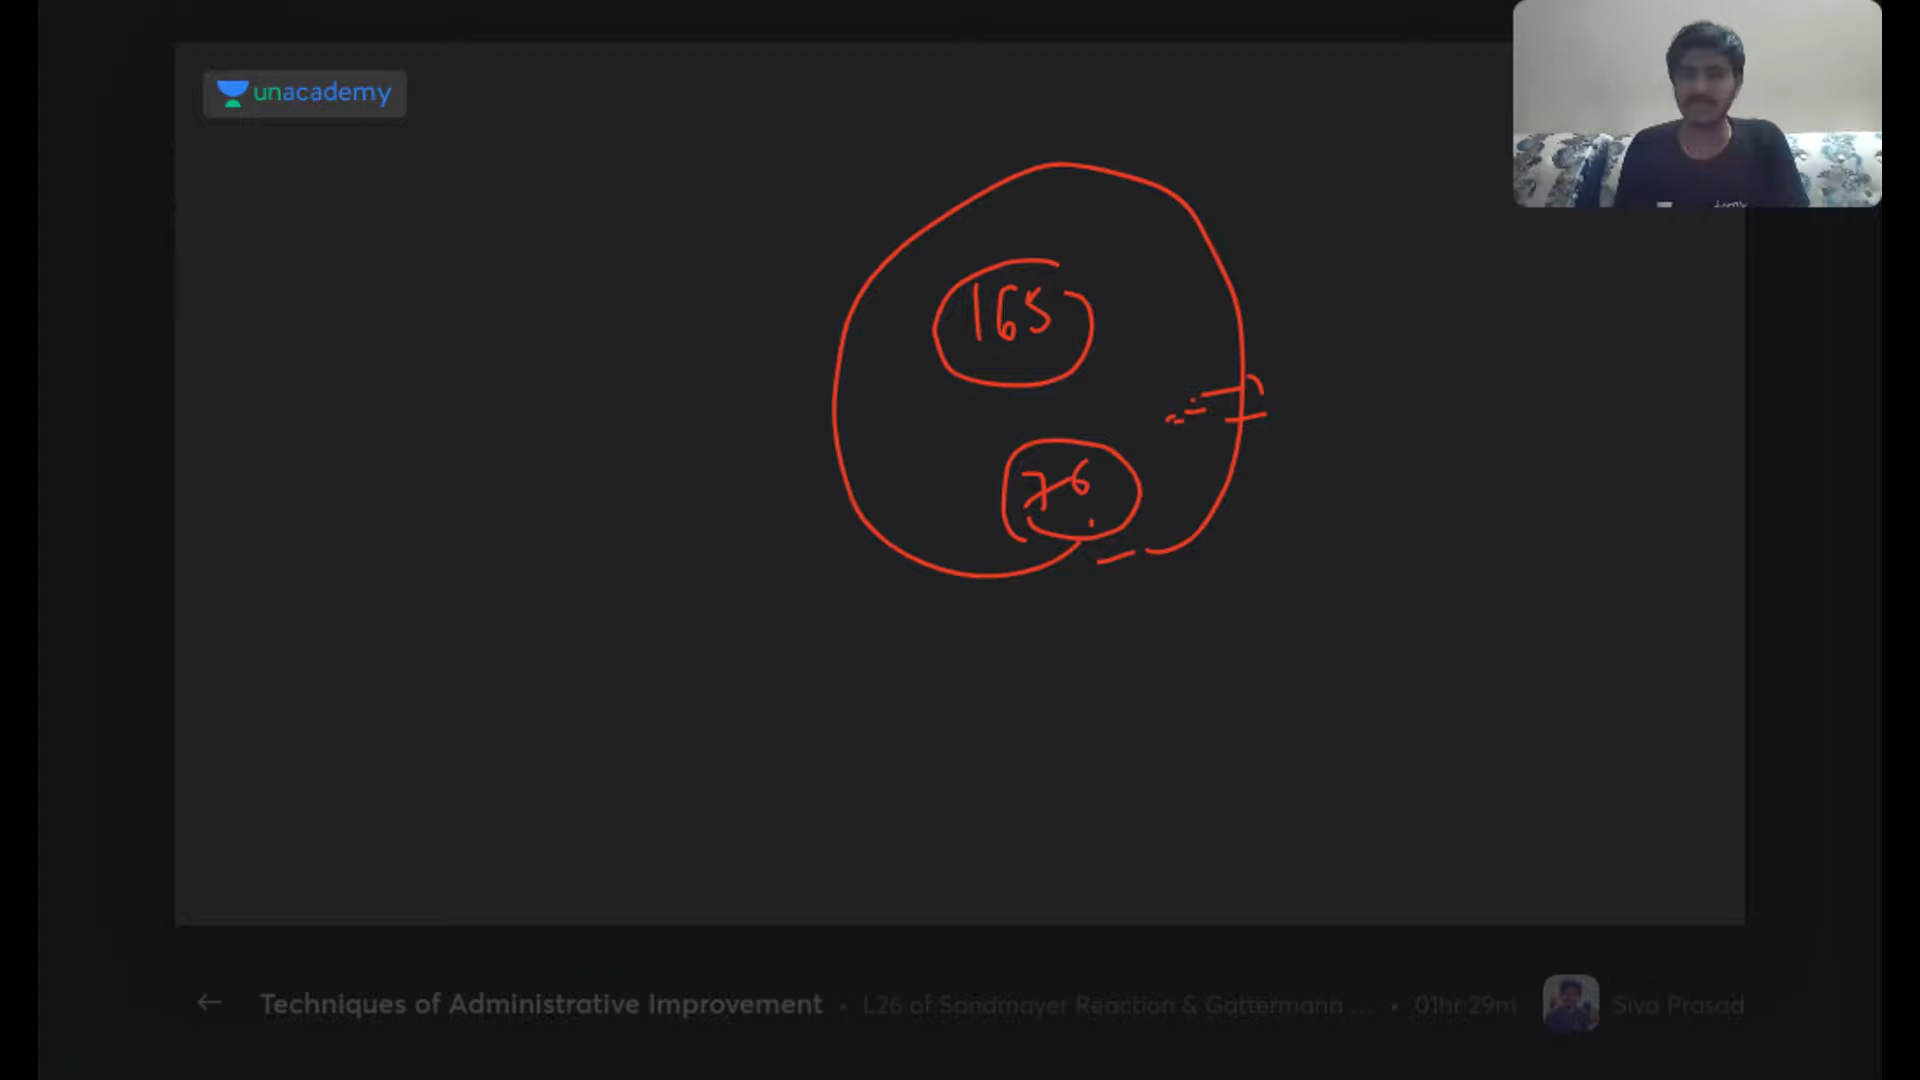 unacademy
165
76
Techniques of Administrative Improvement • L26 of Sandmayer Reaction & Gattermann ... • 01hr 29m Siva Prasad